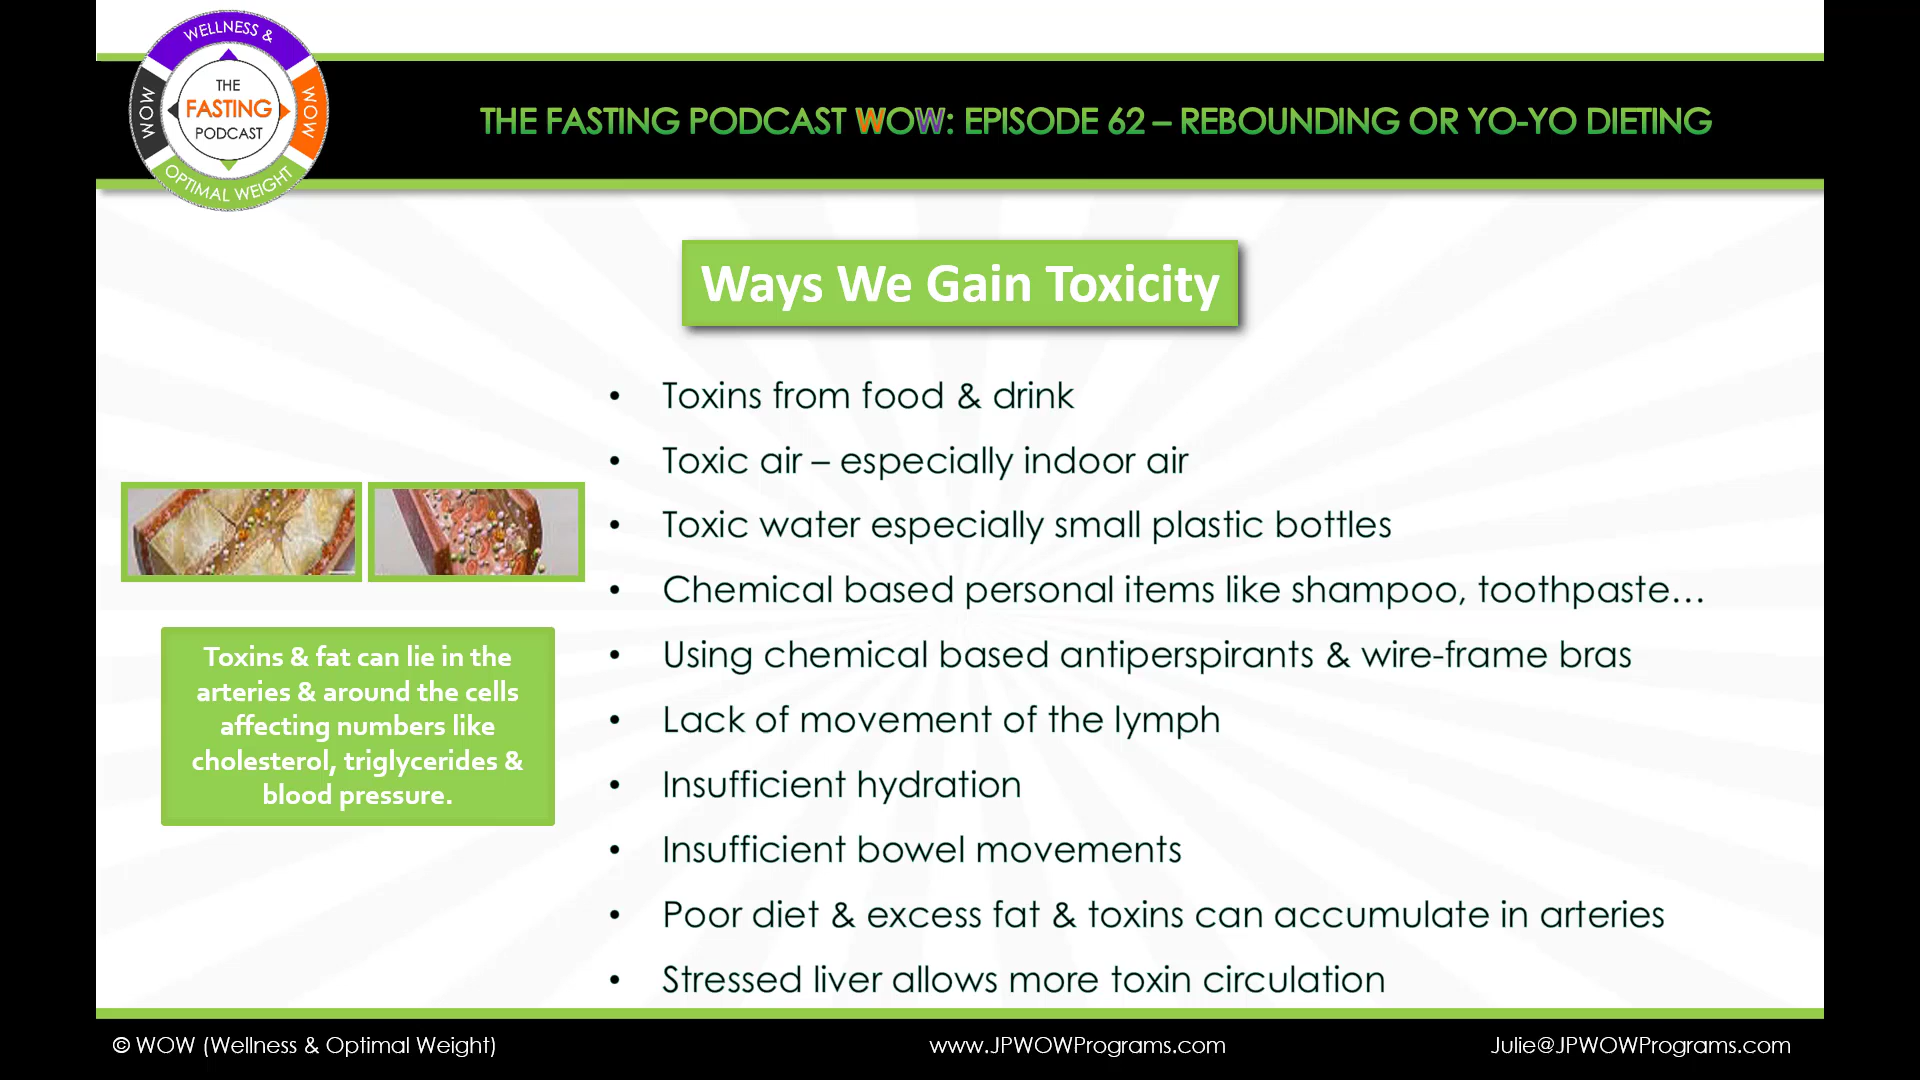 WELLNESS &
WOW
THE
FASTING
PODCAST
WOW
OPTIMAL WEIGHT
THE FASTING PODCAST WOW: EPISODE 62 – REBOUNDING OR YO-YO DIETING
Ways We Gain Toxicity
• Toxins from food & drink
• Toxic air – especially indoor air
• Toxic water especially small plastic bottles
• Chemical based personal items like shampoo, toothpaste…
• Using chemical based antiperspirants & wire-frame bras
• Lack of movement of the lymph
• Insufficient hydration
• Insufficient bowel movements
• Poor diet & excess fat & toxins can accumulate in arteries
• Stressed liver allows more toxin circulation
Toxins & fat can lie in the
arteries & around the cells
affecting numbers like
cholesterol, triglycerides &
blood pressure.
© WOW (Wellness & Optimal Weight)
www.JPWOWPrograms.com
Julie@JPWOWPrograms.com